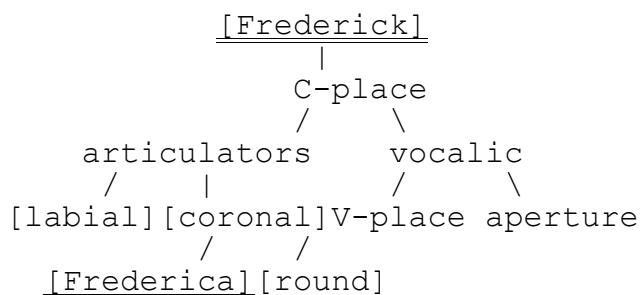 [Frederick]
C-place
articulators vocalic
[labial][coronal]V-place aperture
[Frederica][round]